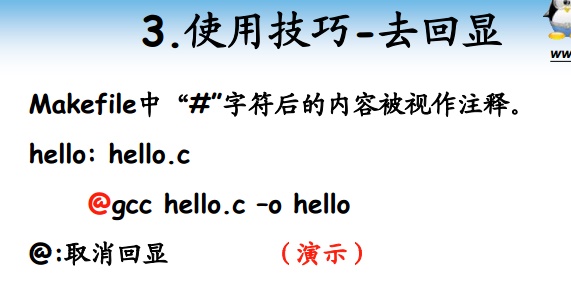 3.使用技巧-去回显
ww
Makefile中“#”字符后的内容被视作注释。
hello: hello.c
@gcc hello.c –o hello
@:取消回显 （演示）